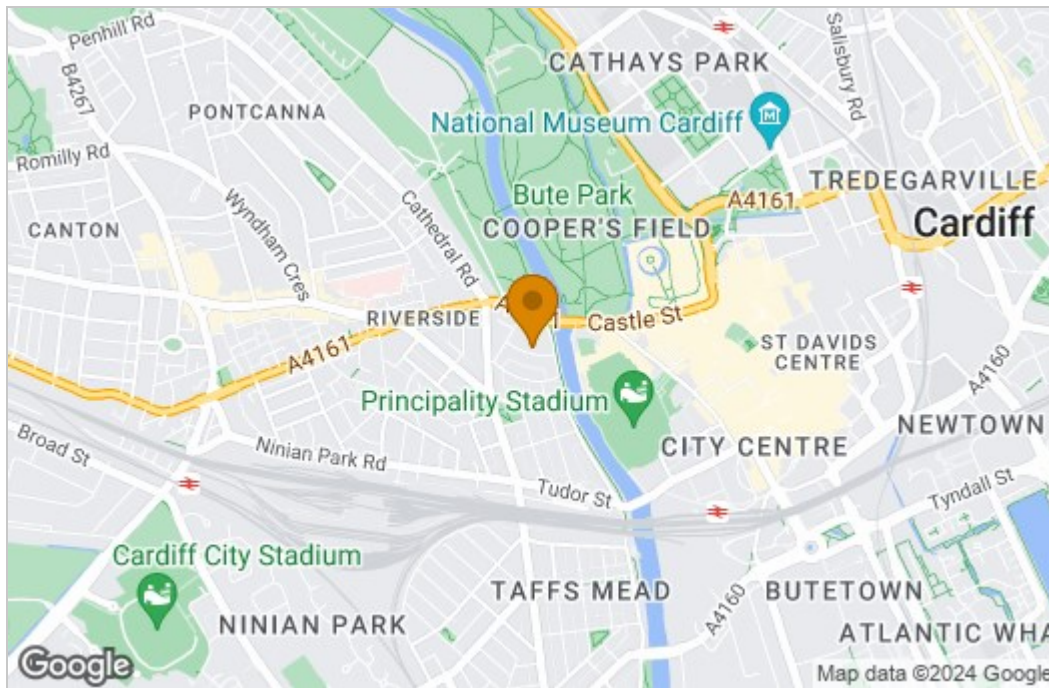 Penhill Rd
B4267
PONTCANNA
Romilly Rd
CANTON
Wyndham Cres
Cathedral Rd
CATHAYS PARK
Salisbury Rd
National Museum Cardiff
Bute Park
COOPER'S FIELD
TREDEGARVILLE
A4161
Cardiff
RIVERSIDE
A4161
Castle St
ST DAVIDS
CENTRE
A4160
Principality Stadium
NEWTOWN
CITY CENTRE
Broad St
Ninian Park Rd
Tudor St
Tyndall St
Cardiff City Stadium
TAFFS MEAD
A4160
BUTETOWN
NINIAN PARK
ATLANTIC WHA
Google
Map data ©2024 Google